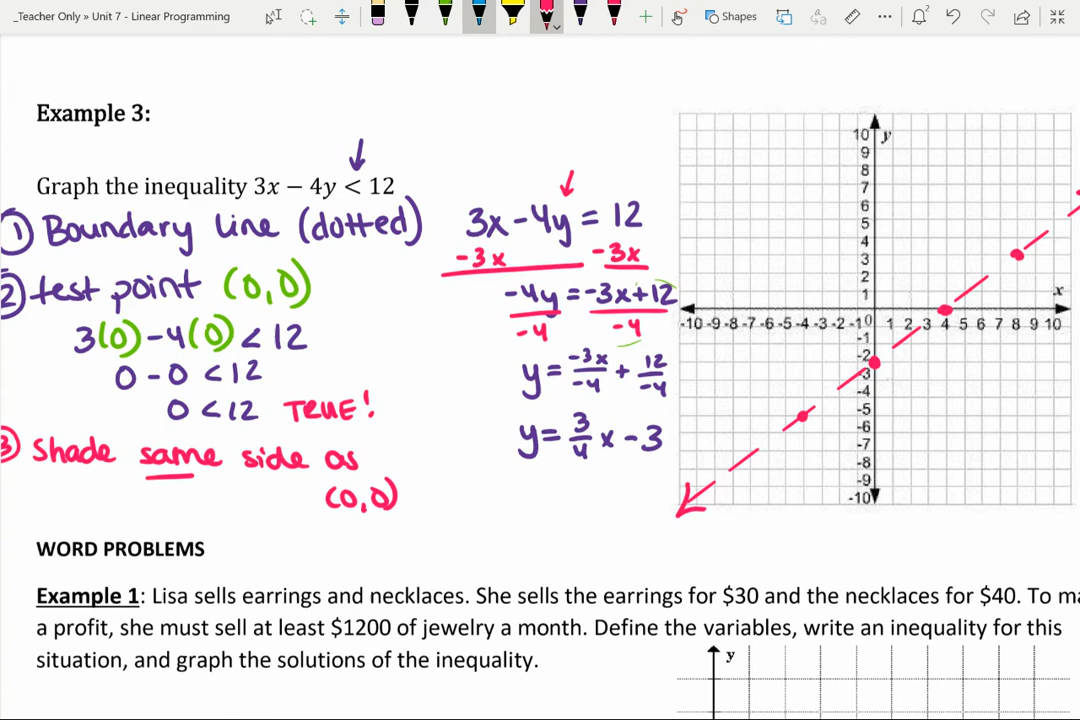 _Teacher Only » Unit 7 - Linear Programming
Shapes
2
Example 3:
Graph the inequality 3x − 4y < 12
1) Boundary line (dotted)
2) test point (0,0)
3(0)-4(0) < 12
0 - 0 < 12
0 < 12 TRUE!
3) Shade same side as
(0,0)
3x-4y = 12
-3x -3x
-4y = -3x+12
-4 -4
y = -3x/-4 + 12/-4
y = 3/4 x - 3
y
10
9
8
7
6
5
4
3
2
1
x
-10 -9 -8 -7 -6 -5 -4 -3 -2 -1 0 1 2 3 4 5 6 7 8 9 10
-1
-2
-3
-4
-5
-6
-7
-8
-9
-10
WORD PROBLEMS
Example 1: Lisa sells earrings and necklaces. She sells the earrings for $30 and the necklaces for $40. To ma
a profit, she must sell at least $1200 of jewelry a month. Define the variables, write an inequality for this
situation, and graph the solutions of the inequality.
y